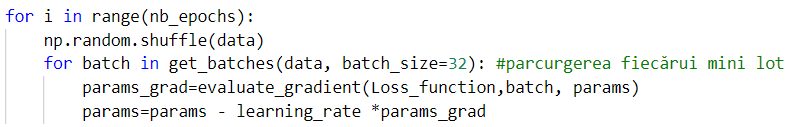 for i in range(nb_epochs):
    np.random.shuffle(data)
    for batch in get_batches(data, batch_size=32): #parcurgerea fiecărui mini lot
        params_grad=evaluate_gradient(Loss_function,batch, params)
        params=params - learning_rate *params_grad